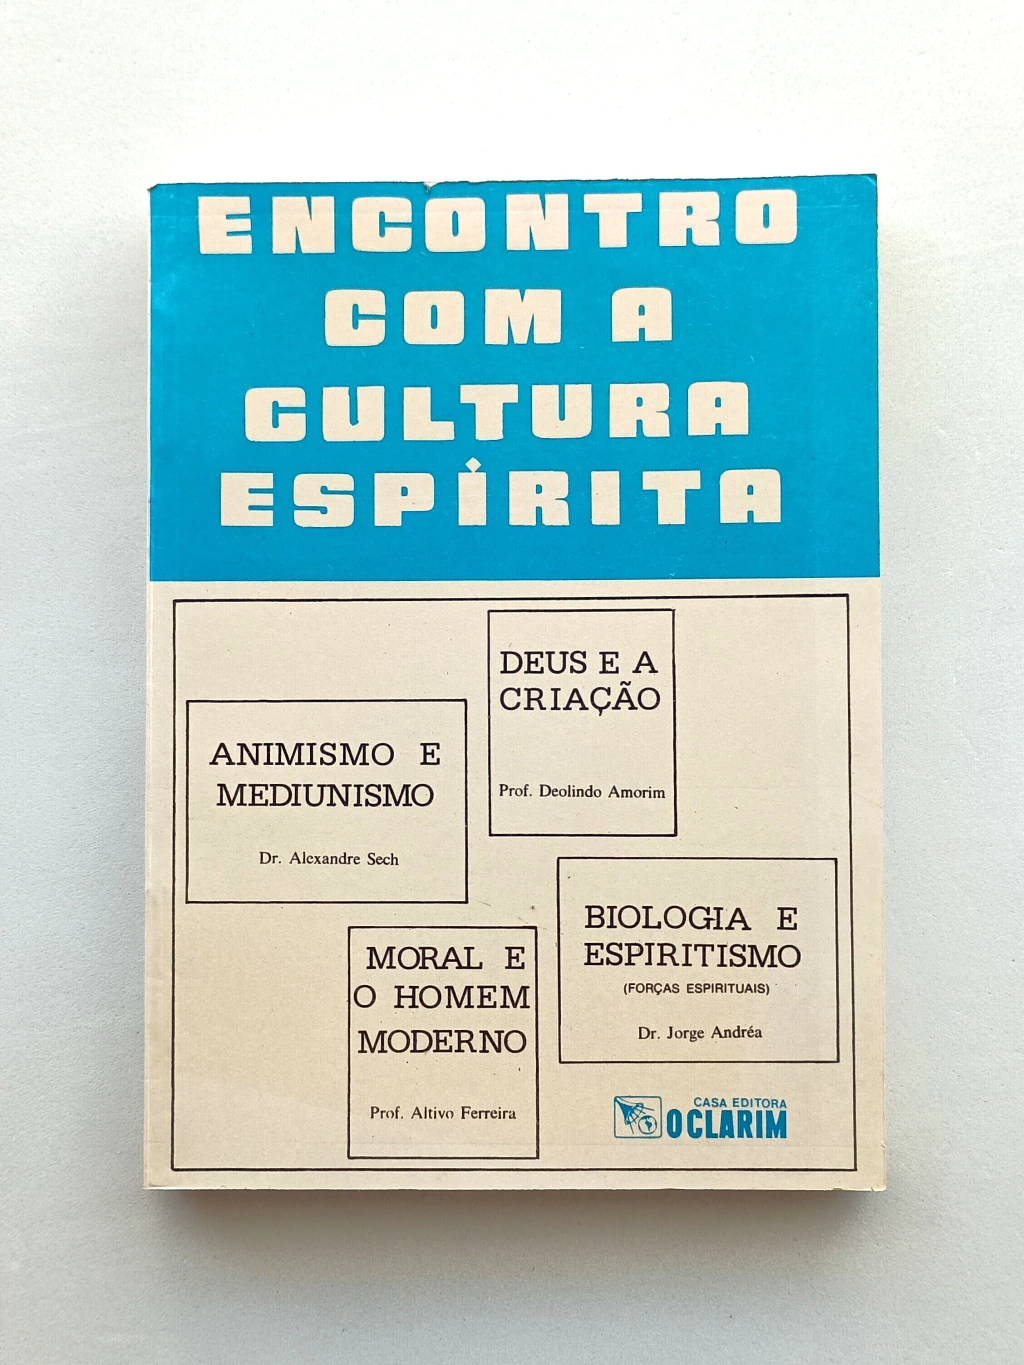 ENCONTRO
COM A
CULTURA
ESPÍRITA
DEUS E A
CRIAÇÃO
Prof. Deolindo Amorim
ANIMISMO E
MEDIUNISMO
Dr. Alexandre Sech
BIOLOGIA E
ESPIRITISMO
(FORÇAS ESPIRITUAIS)
Dr. Jorge Andréa
MORAL E
O HOMEM
MODERNO
Prof. Altivo Ferreira
CASA EDITORA
O CLARIM